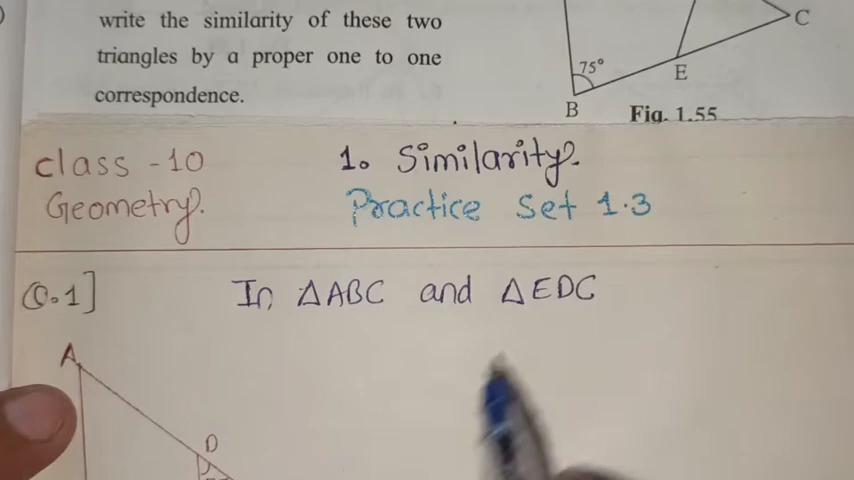 write the similarity of these two
triangles by a proper one to one
correspondence.
C
75°
E
B
Fig. 1.55
class - 10
1. Similarity.
Geometry.
Practice Set 1.3
Q.1]
In △ABC and △EDC
A
D